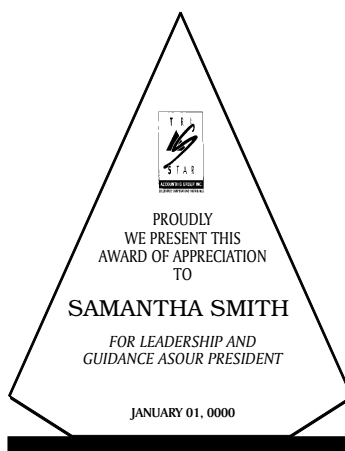 TRI
STAR
ACCOUNTING GROUP INC.
PROUDLY
WE PRESENT THIS
AWARD OF APPRECIATION
TO
SAMANTHA SMITH
FOR LEADERSHIP AND
GUIDANCE ASOUR PRESIDENT
JANUARY 01, 0000